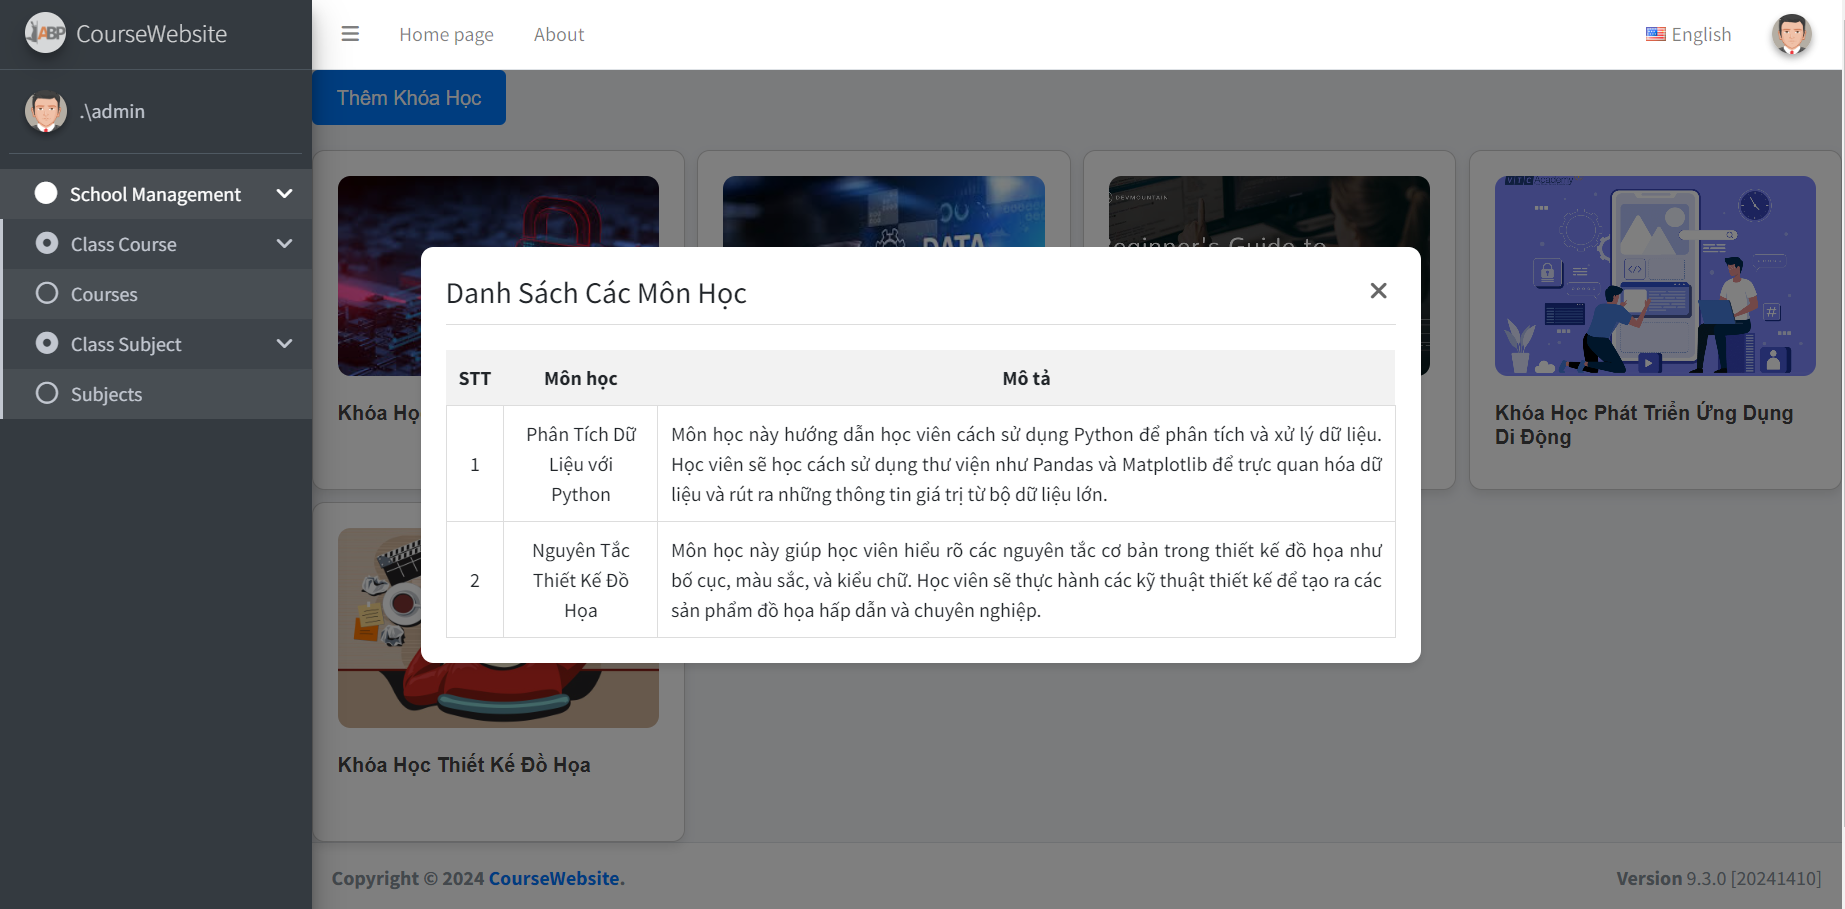 ABP CourseWebsite
Home page
About
English
.\admin
Thêm Khóa Học
School Management
Class Course
Courses
Class Subject
Subjects
DATA
DEVMOUNTAIN
Beginner's Guide to
VITC Academy
Danh Sách Các Môn Học
STT Môn học Mô tả
1
Phân Tích Dữ
Liệu với
Python
Môn học này hướng dẫn học viên cách sử dụng Python để phân tích và xử lý dữ liệu.
Học viên sẽ học cách sử dụng thư viện như Pandas và Matplotlib để trực quan hóa dữ
liệu và rút ra những thông tin giá trị từ bộ dữ liệu lớn.
2
Nguyên Tắc
Thiết Kế Đồ
Họa
Môn học này giúp học viên hiểu rõ các nguyên tắc cơ bản trong thiết kế đồ họa như
bố cục, màu sắc, và kiểu chữ. Học viên sẽ thực hành các kỹ thuật thiết kế để tạo ra các
sản phẩm đồ họa hấp dẫn và chuyên nghiệp.
Khóa Học Phát Triển Ứng Dụng
Di Động
Khóa
Khóa Học Thiết Kế Đồ Họa
Copyright © 2024 CourseWebsite.
Version 9.3.0 [20241410]